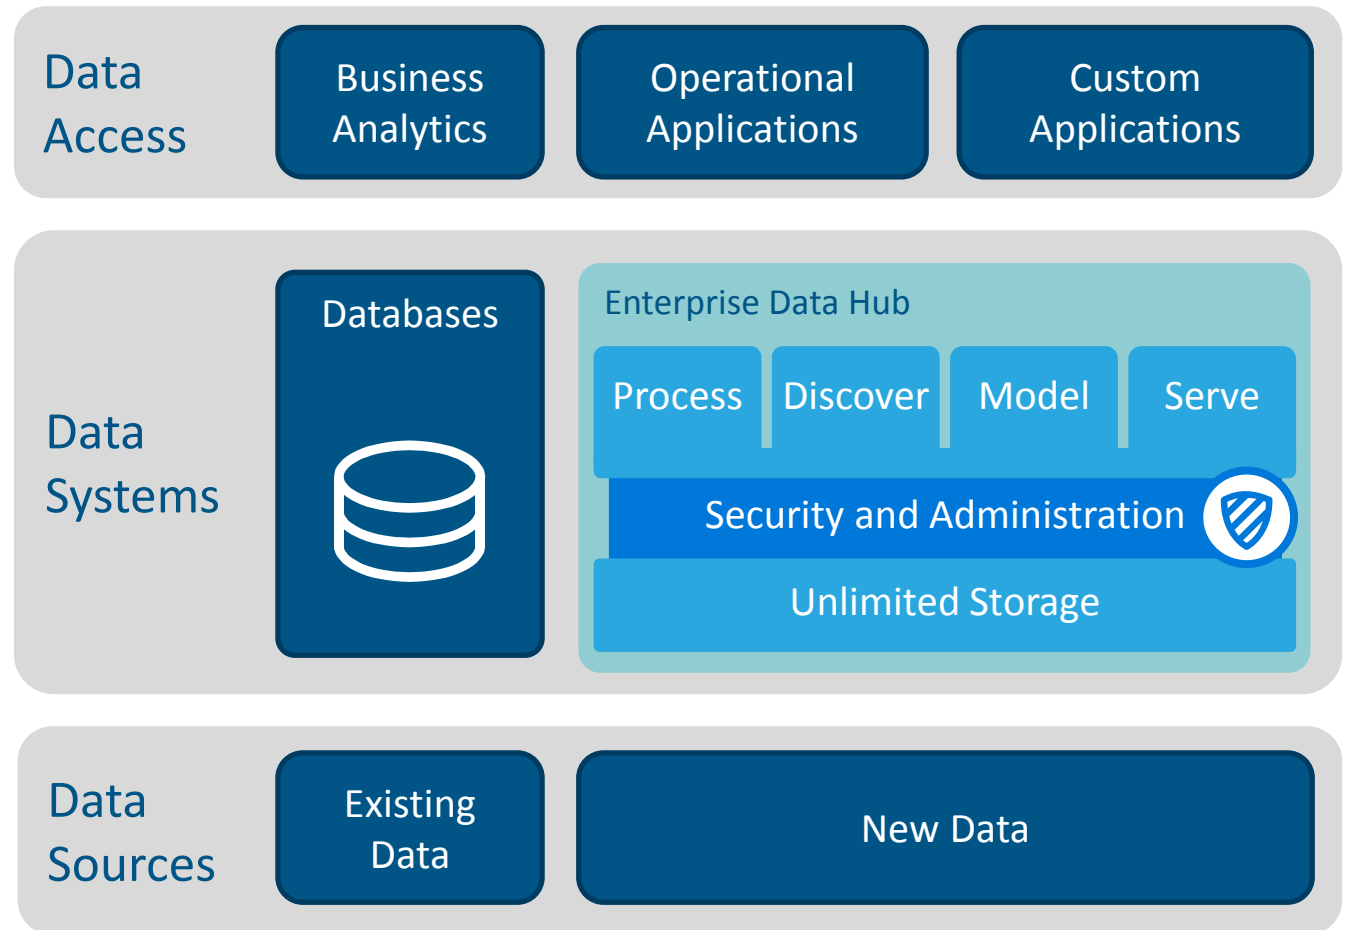 Data
Access
Business
Analytics
Operational
Applications
Custom
Applications
Data
Systems
Databases
Enterprise Data Hub
Process
Discover
Model
Serve
Security and Administration
Unlimited Storage
Data
Sources
Existing
Data
New Data